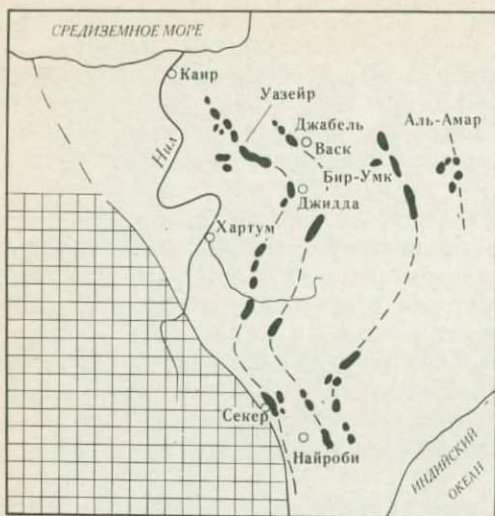 СРЕДИЗЕМНОЕ МОРЕ
Каир
Нил
Уазейр
Джабель
Васк
Аль-Амар
Бир-Умк
Джидда
Хартум
Секер
Найроби
ИНДИЙСКИЙ
ОКЕАН